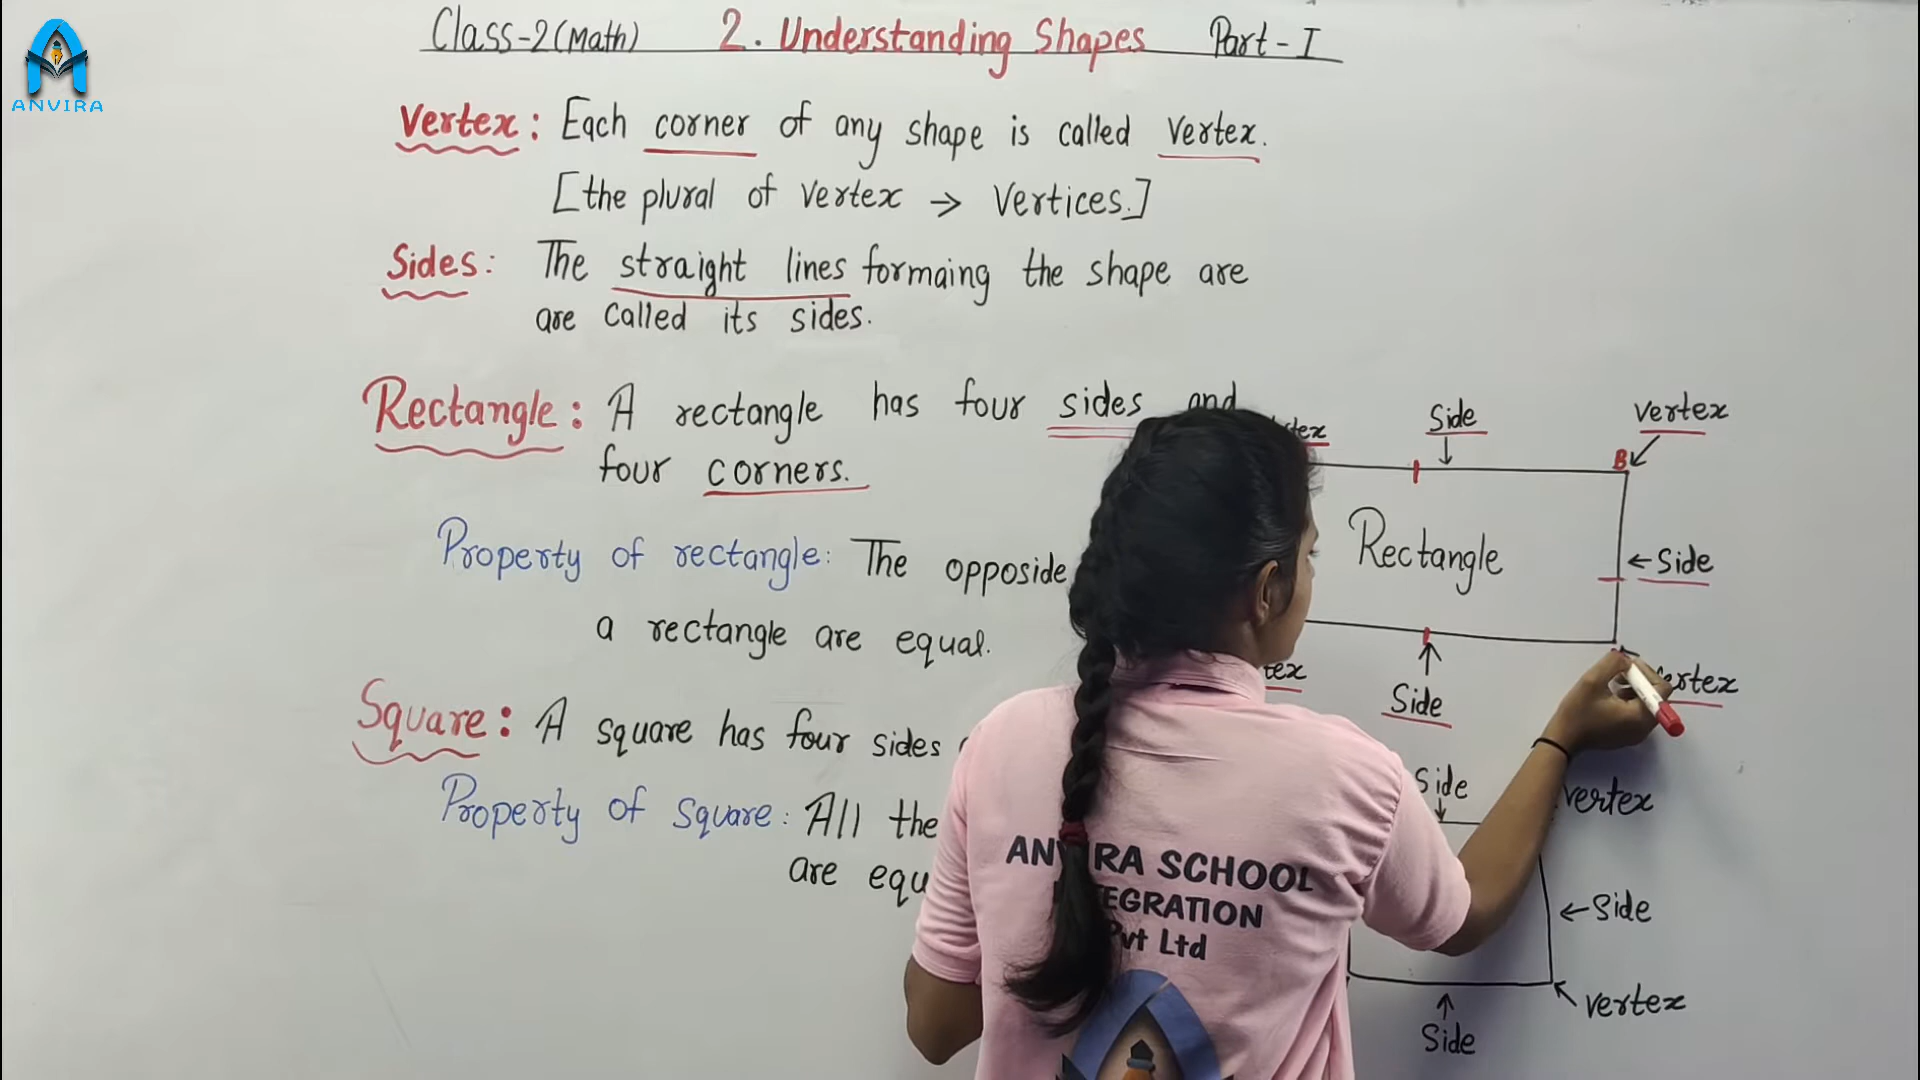 ANVIRA
Class-2(Math) 2. Understanding Shapes Part-I
Vertex: Each corner of any shape is called vertex.
[the plural of vertex → vertices.]
Sides: The straight lines formaing the shape are
are called its sides.
Rectangle: A rectangle has four sides and
four corners.
Property of rectangle: The opposide
a rectangle are equal.
Square: A square has four sides
Property of square: All the
are equ
Side
vertex
B
Rectangle
←Side
Side
Side
vertex
←Side
vertex
Side
ANVIRA SCHOOL
Pvt Ltd